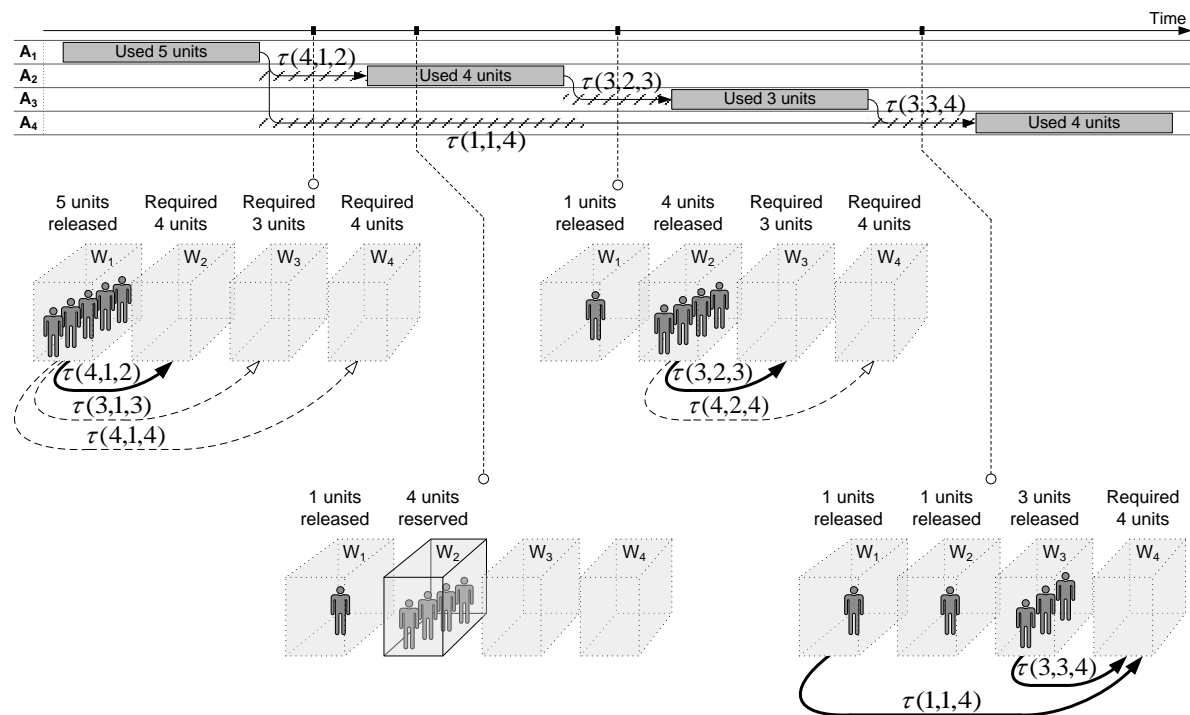 Time
A1 Used 5 units τ(4,1,2)
A2 Used 4 units τ(3,2,3)
A3 Used 3 units τ(3,3,4)
A4 τ(1,1,4) Used 4 units
5 units released
Required 4 units
Required 3 units
Required 4 units
W1 W2 W3 W4
τ(4,1,2)
τ(3,1,3)
τ(4,1,4)
1 units released
4 units released
Required 3 units
Required 4 units
W1 W2 W3 W4
τ(3,2,3)
τ(4,2,4)
1 units released
4 units reserved
W1 W2 W3 W4
1 units released
1 units released
3 units released
Required 4 units
W1 W2 W3 W4
τ(3,3,4)
τ(1,1,4)